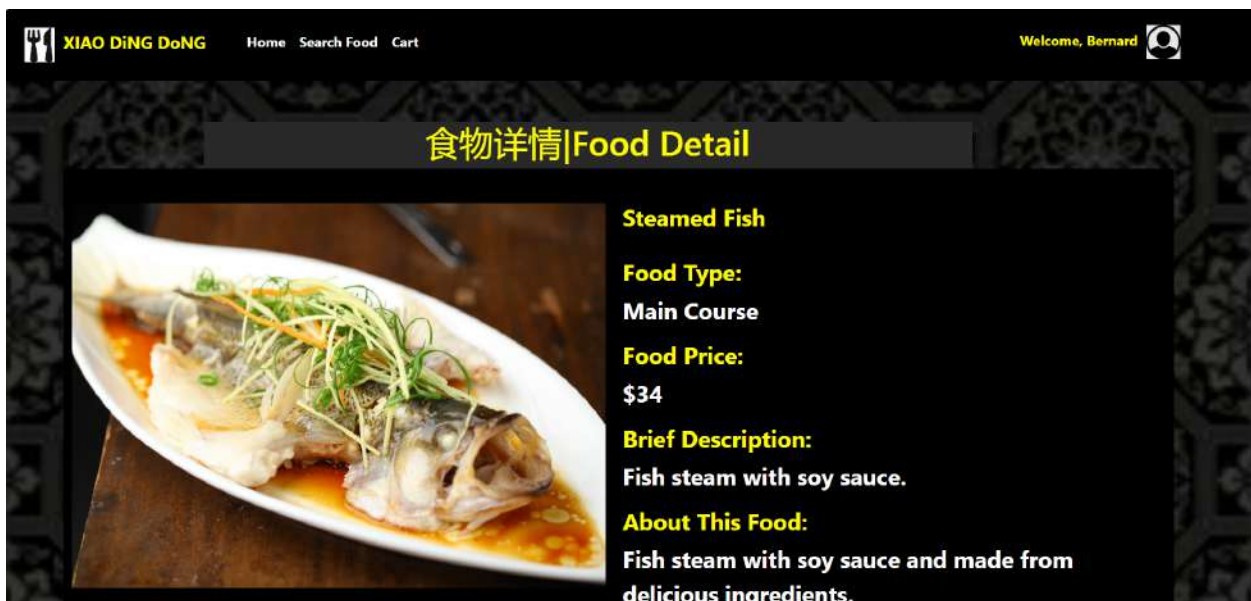 XIAO DiNG DoNG
Home Search Food Cart
Welcome, Bernard
食物详情|Food Detail
Steamed Fish
Food Type:
Main Course
Food Price:
$34
Brief Description:
Fish steam with soy sauce.
About This Food:
Fish steam with soy sauce and made from
delicious ingredients.